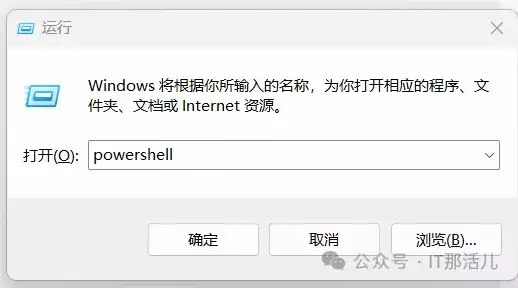 运行
Windows 将根据你所输入的名称，为你打开相应的程序、文
件夹、文档或 Internet 资源。
打开(O): powershell
确定 取消 浏览(B)...
公众号 · IT那活儿